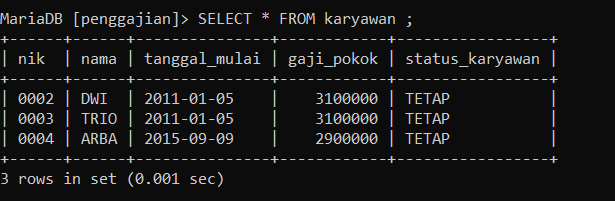 MariaDB [penggajian]> SELECT * FROM karyawan ;
+------+------+---------------+------------+-----------------+
| nik  | nama | tanggal_mulai | gaji_pokok | status_karyawan |
+------+------+---------------+------------+-----------------+
| 0002 | DWI  | 2011-01-05    |    3100000 | TETAP           |
| 0003 | TRIO | 2011-01-05    |    3100000 | TETAP           |
| 0004 | ARBA | 2015-09-09    |    2900000 | TETAP           |
+------+------+---------------+------------+-----------------+
3 rows in set (0.001 sec)